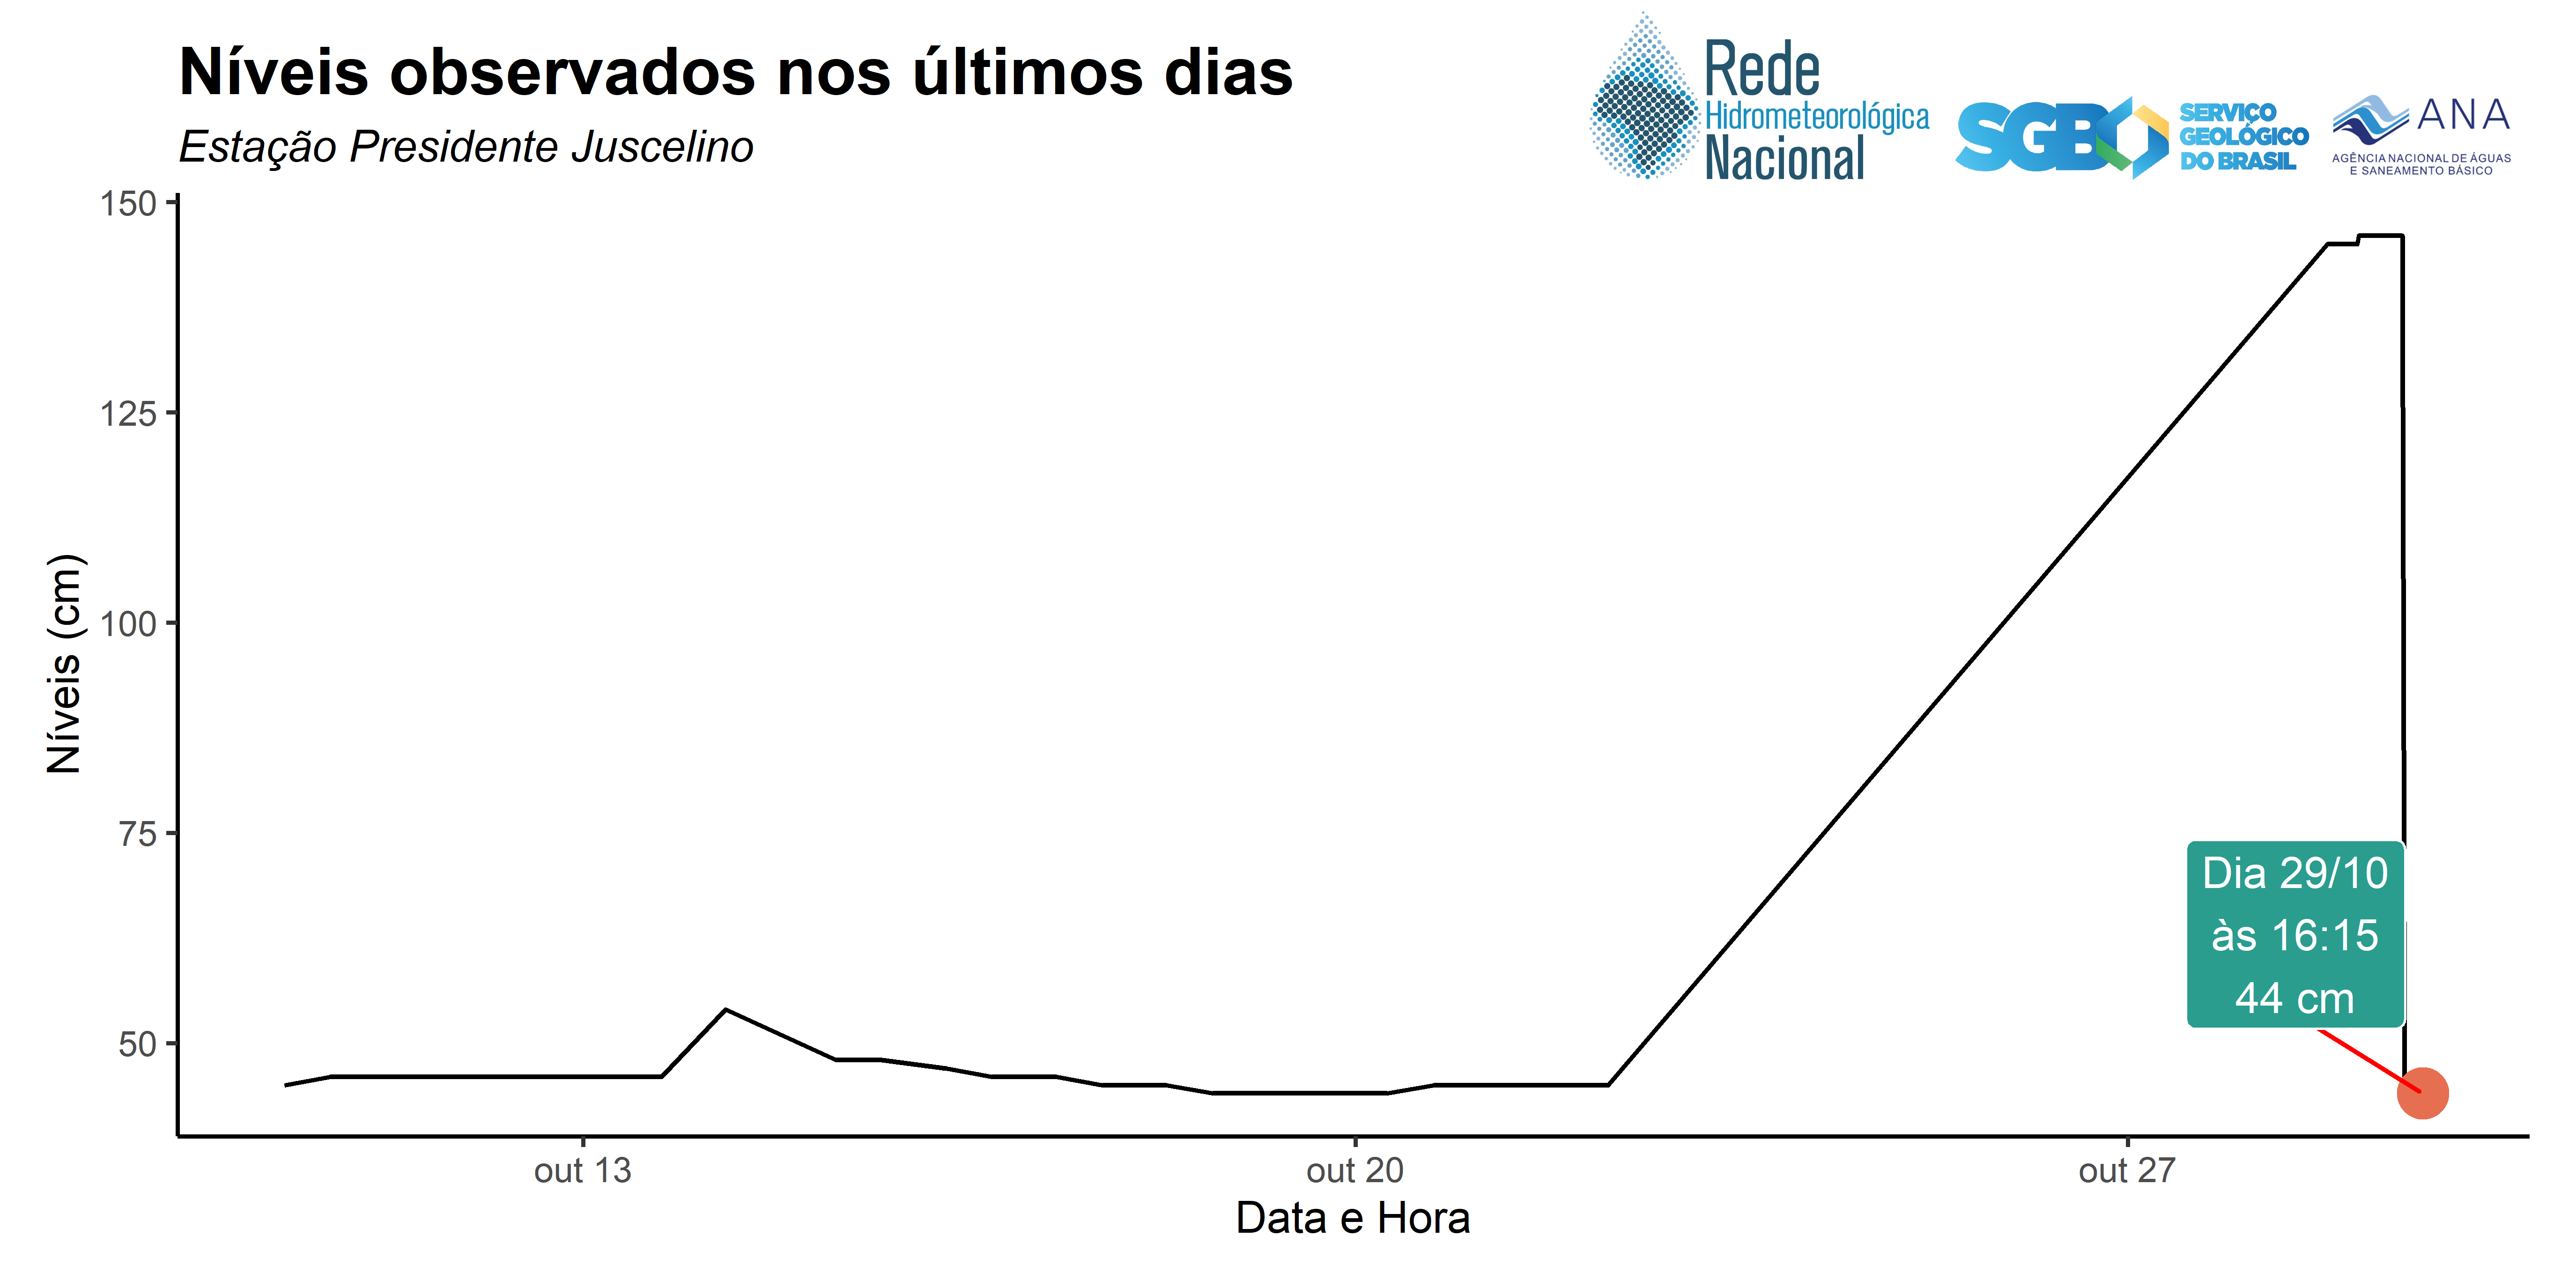 Níveis observados nos últimos dias
Estação Presidente Juscelino
Rede
Hidrometeorológica
Nacional
SGB
SERVIÇO
GEOLÓGICO
DO BRASIL
ANA
AGÊNCIA NACIONAL DE ÁGUAS
E SANEAMENTO BÁSICO
150
125
100
75
50
Níveis (cm)
Dia 29/10
às 16:15
44 cm
out 13
out 20
out 27
Data e Hora